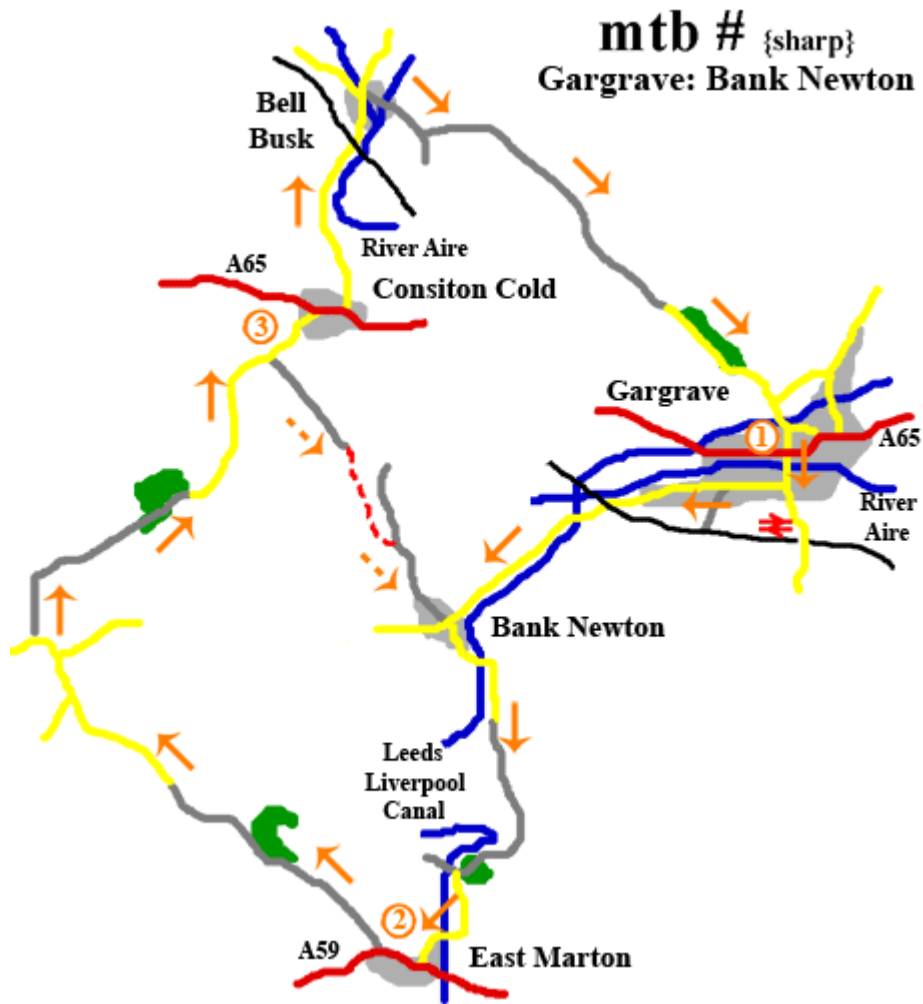 mtb # {sharp}
Gargrave: Bank Newton
Bell
Busk
River Aire
A65
Consiton Cold
3
Gargrave
1
A65
River
Aire
Bank Newton
Leeds
Liverpool
Canal
2
A59
East Marton